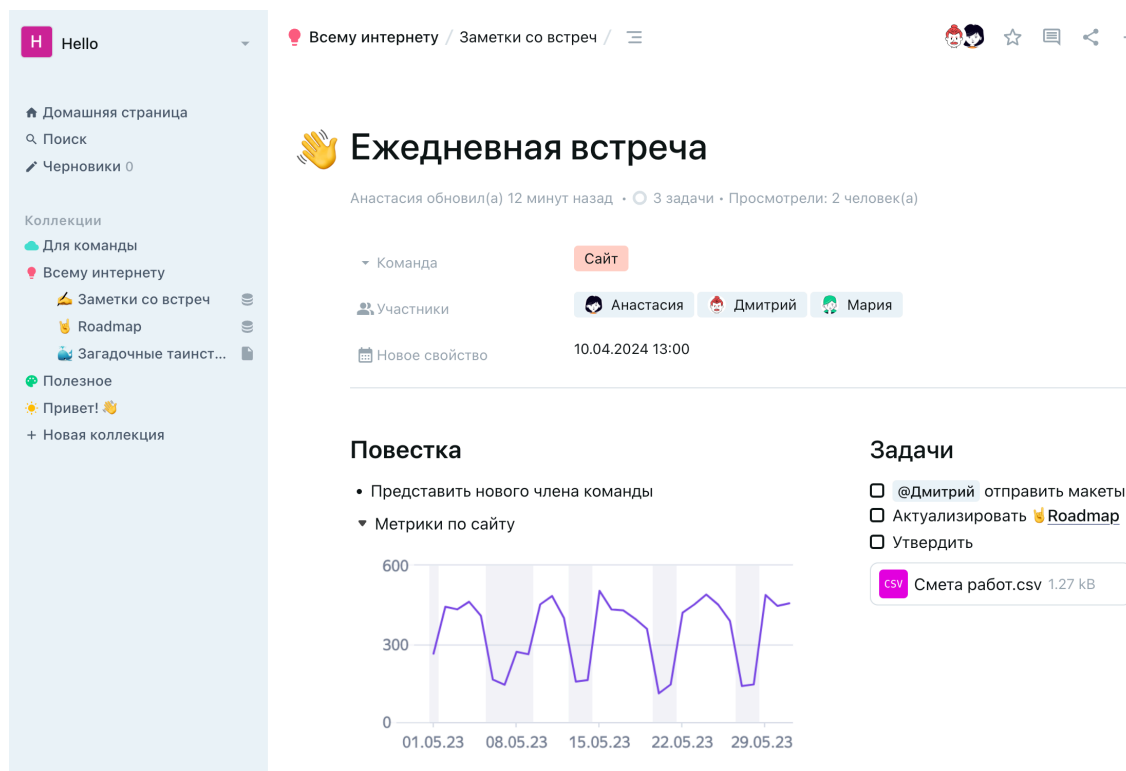 H Hello
Домашняя страница
Поиск
Черновики 0
Коллекции
Для команды
Всему интернету
Заметки со встреч
Roadmap
Загадочные таинст...
Полезное
Привет!
+ Новая коллекция
Всему интернету / Заметки со встреч /
Ежедневная встреча
Анастасия обновил(а) 12 минут назад • 3 задачи • Просмотрели: 2 человек(а)
Команда Сайт
Участники Анастасия Дмитрий Мария
Новое свойство 10.04.2024 13:00
Повестка
• Представить нового члена команды
Метрики по сайту
600
300
0
01.05.23 08.05.23 15.05.23 22.05.23 29.05.23
Задачи
@Дмитрий отправить макеты
Актуализировать Roadmap
Утвердить
CSV Смета работ.csv 1.27 kB